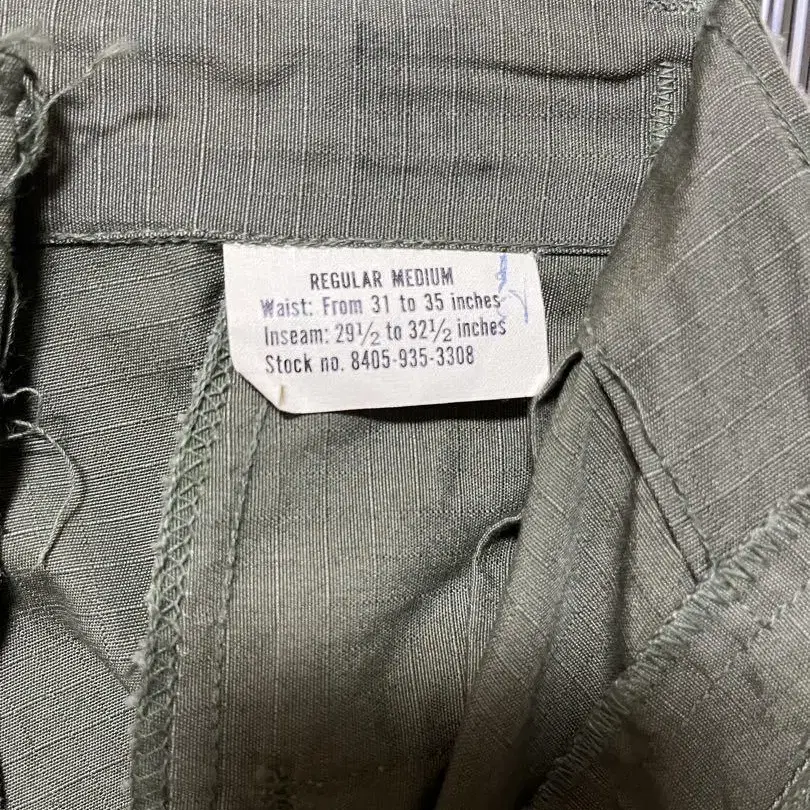 REGULAR MEDIUM
Waist: From 31 to 35 inches
Inseam: 29½ to 32½ inches
Stock no. 8405-935-3308